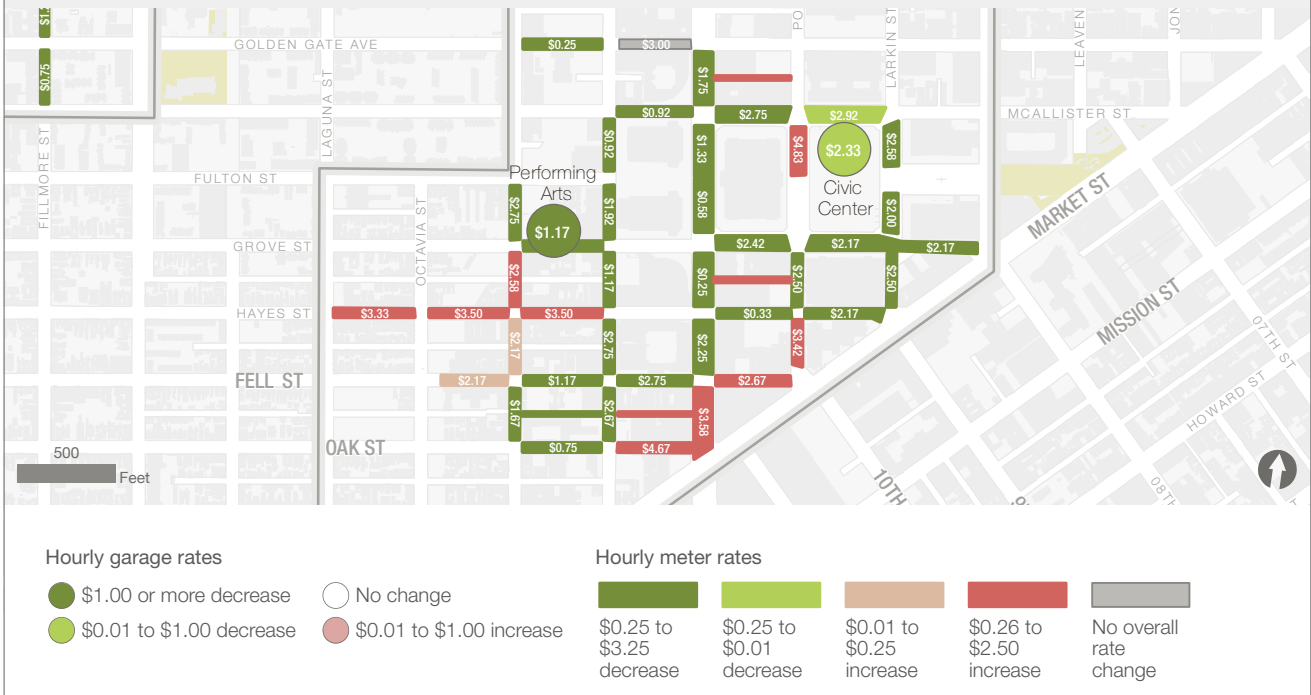 $0.75
GOLDEN GATE AVE
$0.25
$3.00
PO
LARKIN ST
LEAVEN
JON
$1.75
LAGUNA ST
$0.92
$2.75
$2.92
MCALLISTER ST
FILLMORE ST
$0.92
$1.33
$4.83
$2.33
$2.58
Civic
Center
FULTON ST
Performing
Arts
$2.75
$1.92
$0.58
$2.00
MARKET ST
OCTAVIA ST
$1.17
GROVE ST
$2.42
$2.17
$2.17
$2.58
$1.17
$0.25
$2.50
$2.50
MISSION ST
HAYES ST
$3.33
$3.50
$3.50
$0.33
$2.17
07TH ST
$2.17
$2.75
$2.25
$3.42
FELL ST
$2.17
$1.17
$2.75
$2.67
HOWARD ST
$1.67
$2.67
$3.58
OAK ST
$0.75
$4.67
500
Feet
10TH
08TH
Hourly garage rates
$1.00 or more decrease
No change
$0.01 to $1.00 decrease
$0.01 to $1.00 increase
Hourly meter rates
$0.25 to
$3.25
decrease
$0.25 to
$0.01
decrease
$0.01 to
$0.25
increase
$0.26 to
$2.50
increase
No overall
rate
change